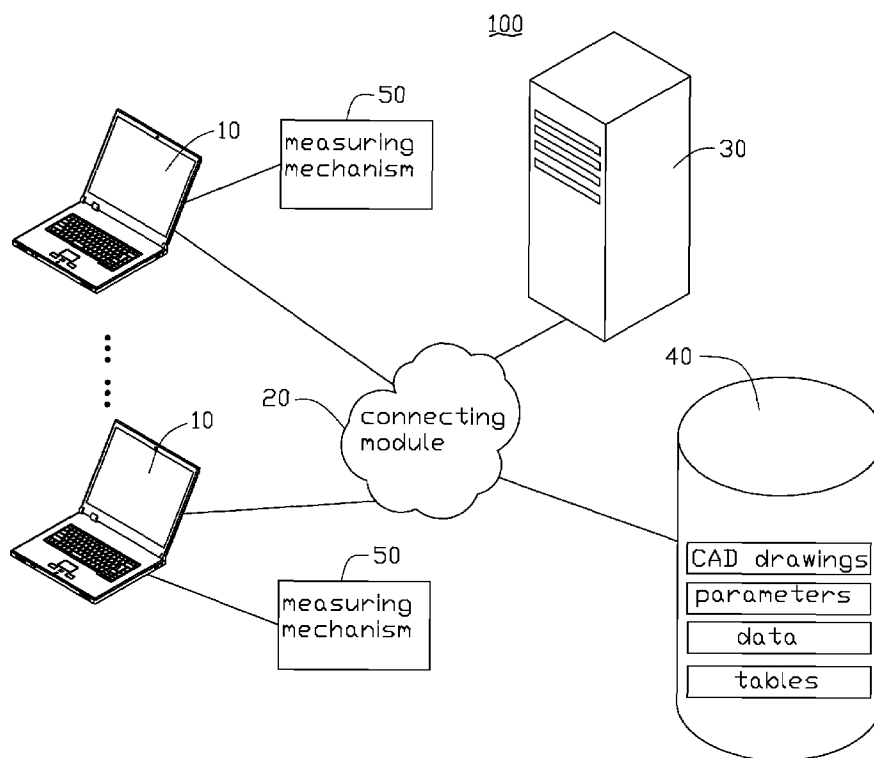 100
50
10
measuring
mechanism
30
40
20
connecting
module
10
50
measuring
mechanism
CAD drawings
parameters
data
tables